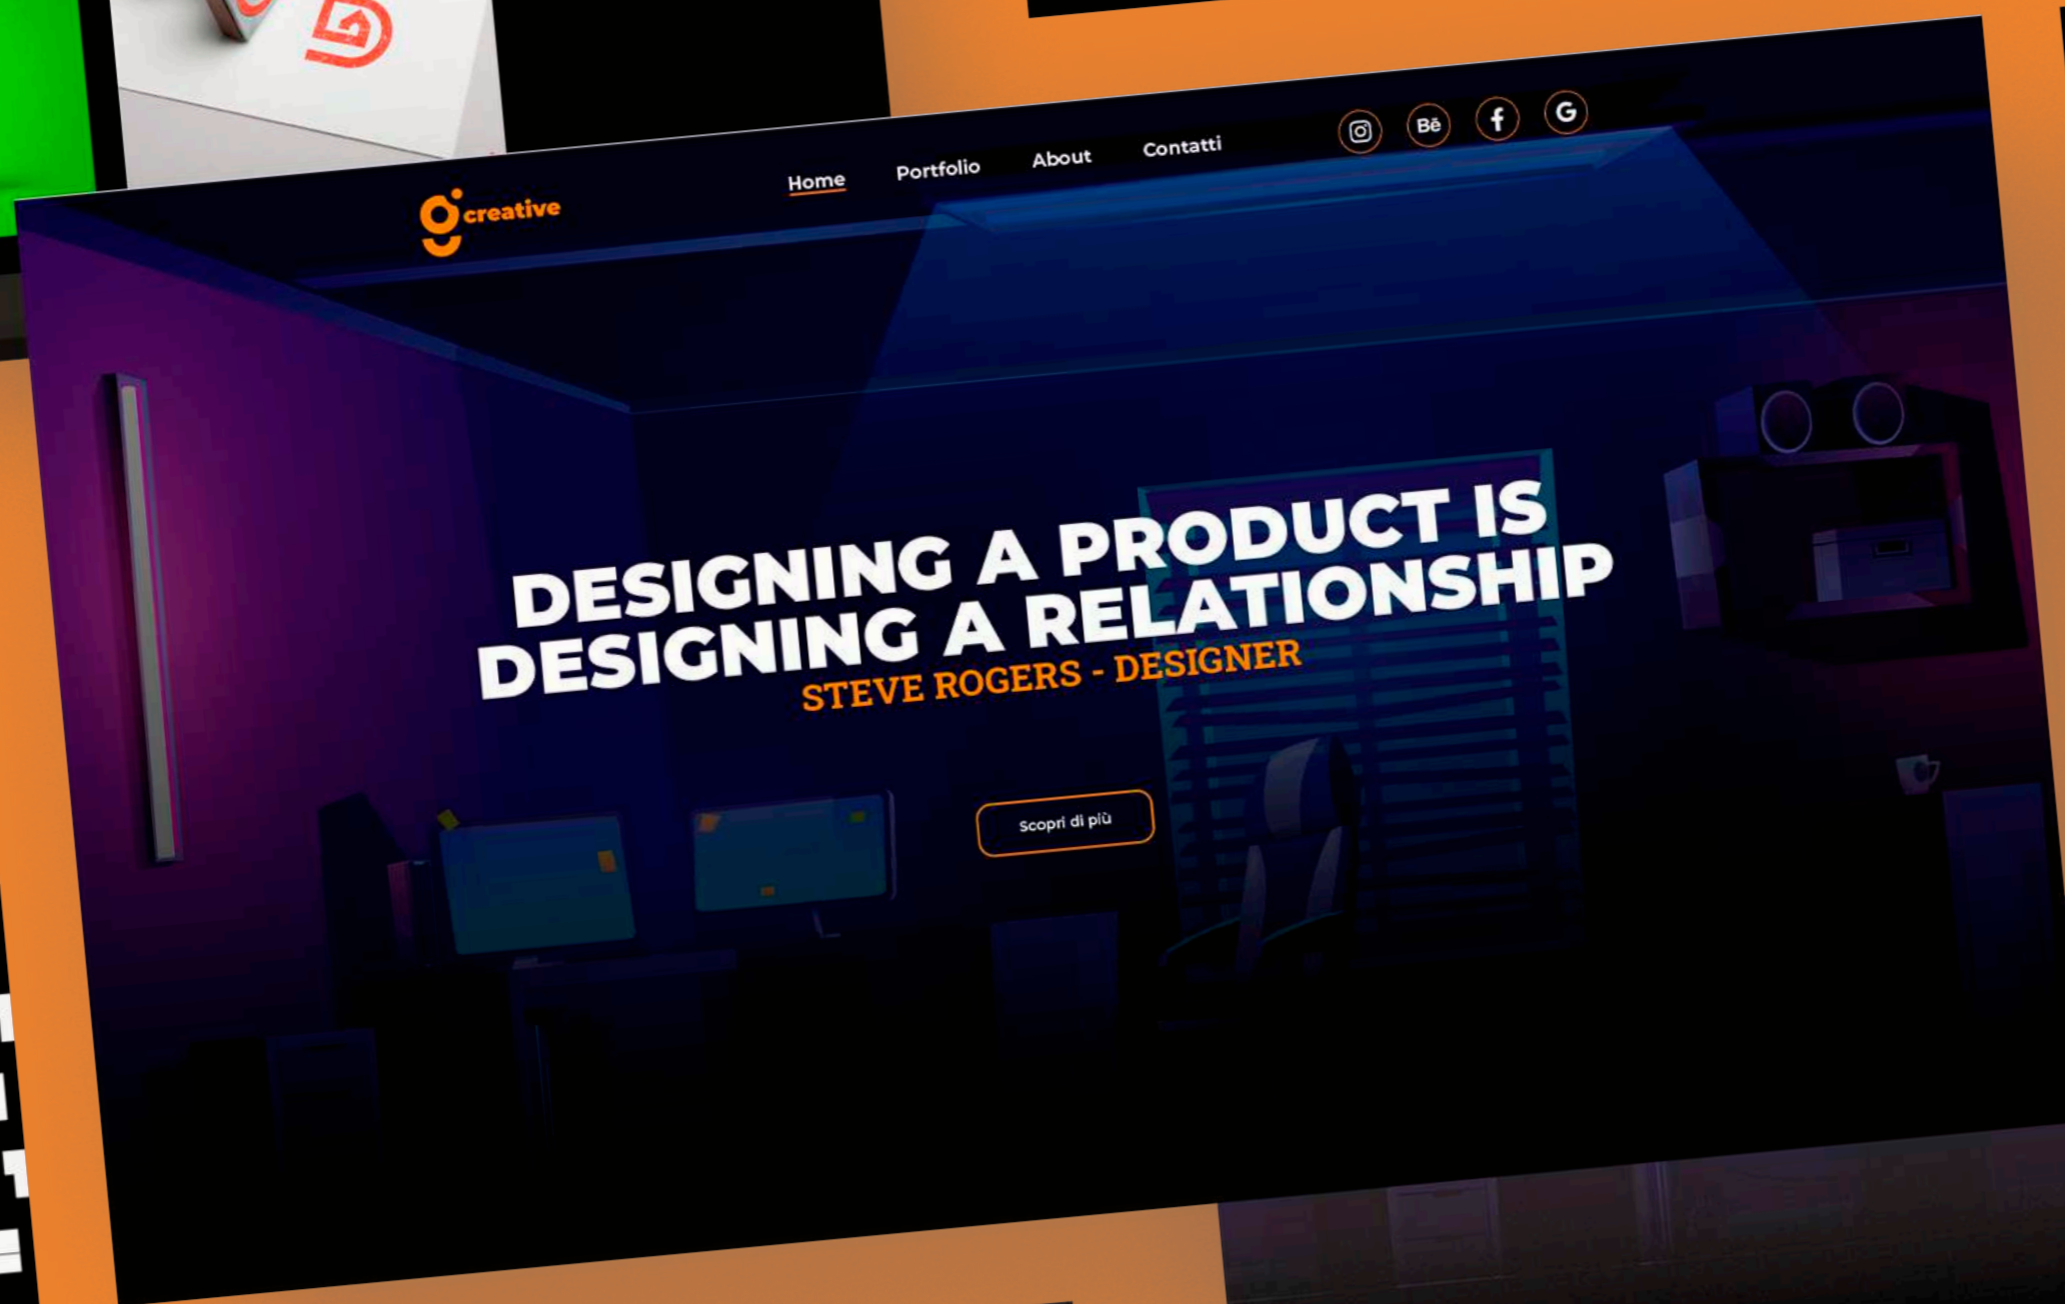 g creative
Home
Portfolio
About
Contatti
Bē
f
G
DESIGNING A PRODUCT IS
DESIGNING A RELATIONSHIP
STEVE ROGERS - DESIGNER
Scopri di più